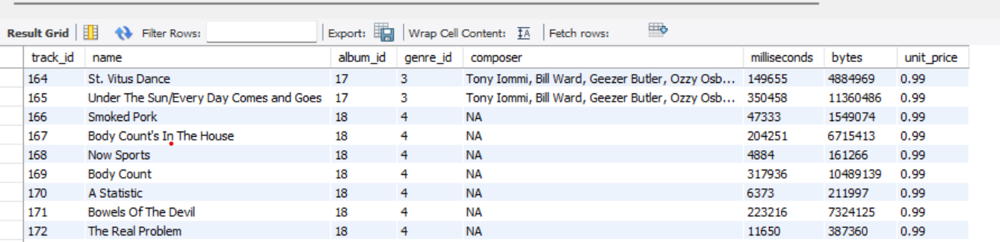 Result Grid Filter Rows: Export: Wrap Cell Content: IA Fetch rows:
track_id name album_id genre_id composer milliseconds bytes unit_price
164 St. Vitus Dance 17 3 Tony Iommi, Bill Ward, Geezer Butler, Ozzy Osb... 149655 4884969 0.99
165 Under The Sun/Every Day Comes and Goes 17 3 Tony Iommi, Bill Ward, Geezer Butler, Ozzy Osb... 350458 11360486 0.99
166 Smoked Pork 18 4 NA 47333 1549074 0.99
167 Body Count's In The House 18 4 NA 204251 6715413 0.99
168 Now Sports 18 4 NA 4884 161266 0.99
169 Body Count 18 4 NA 317936 10489139 0.99
170 A Statistic 18 4 NA 6373 211997 0.99
171 Bowels Of The Devil 18 4 NA 223216 7324125 0.99
172 The Real Problem 18 4 NA 11650 387360 0.99